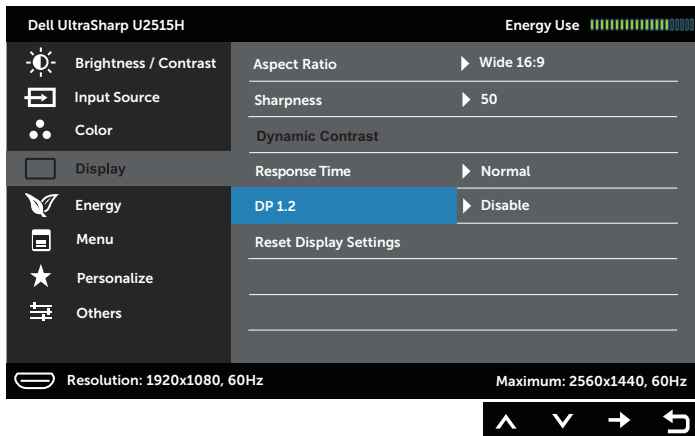 Dell UltraSharp U2515H
Energy Use
Brightness / Contrast
Input Source
Color
Display
Energy
Menu
Personalize
Others
Aspect Ratio
Wide 16:9
Sharpness
50
Dynamic Contrast
Response Time
Normal
DP 1.2
Disable
Reset Display Settings
Resolution: 1920x1080, 60Hz
Maximum: 2560x1440, 60Hz